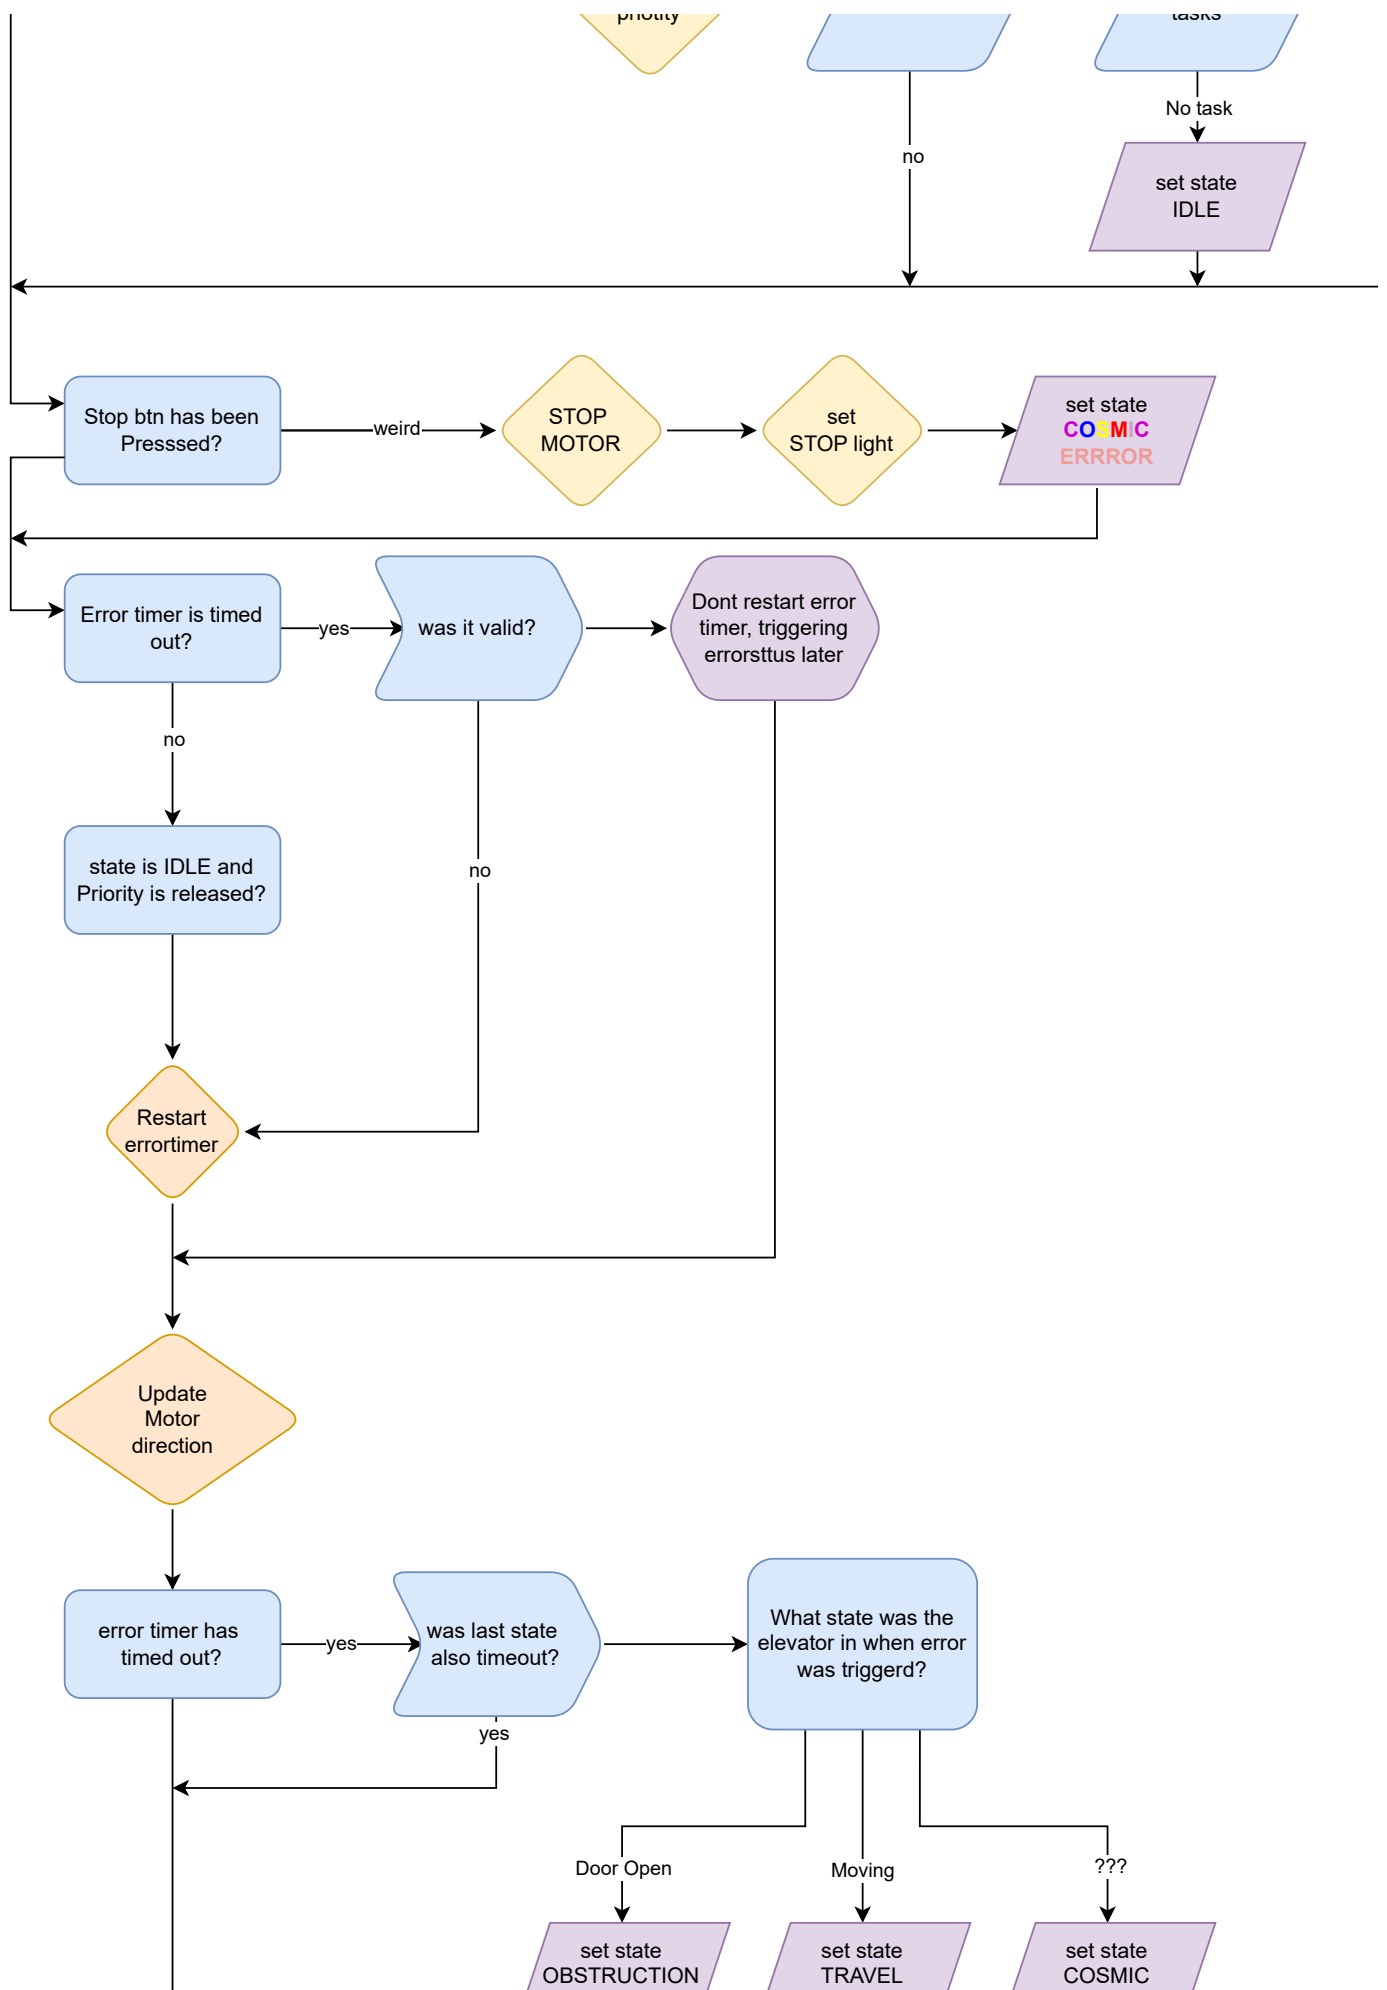 priotity
tasks
No task
no
set state
IDLE
Stop btn has been
Presssed?
weird
STOP
MOTOR
set
STOP light
set state
COSMIC
ERRROR
Error timer is timed
out?
yes
was it valid?
Dont restart error
timer, triggering
errorsttus later
no
state is IDLE and
Priority is released?
no
Restart
errortimer
Update
Motor
direction
error timer has
timed out?
yes
was last state
also timeout?
What state was the
elevator in when error
was triggerd?
yes
Door Open
Moving
???
set state
OBSTRUCTION
set state
TRAVEL
set state
COSMIC